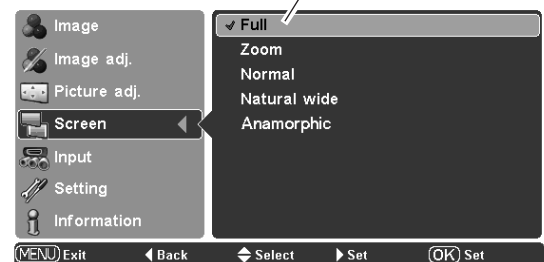 Image
Image adj.
Picture adj.
Screen
Input
Setting
Information
Full
Zoom
Normal
Natural wide
Anamorphic
MENU Exit Back Select Set OK Set